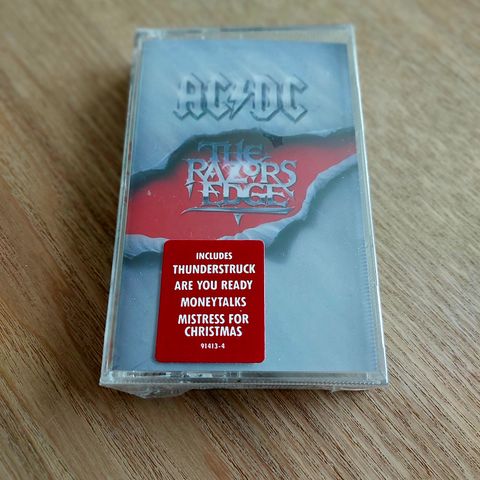 AC⚡DC
THE
RAZORS
EDGE
INCLUDES
THUNDERSTRUCK
ARE YOU READY
MONEYTALKS
MISTRESS FOR
CHRISTMAS
91413-4